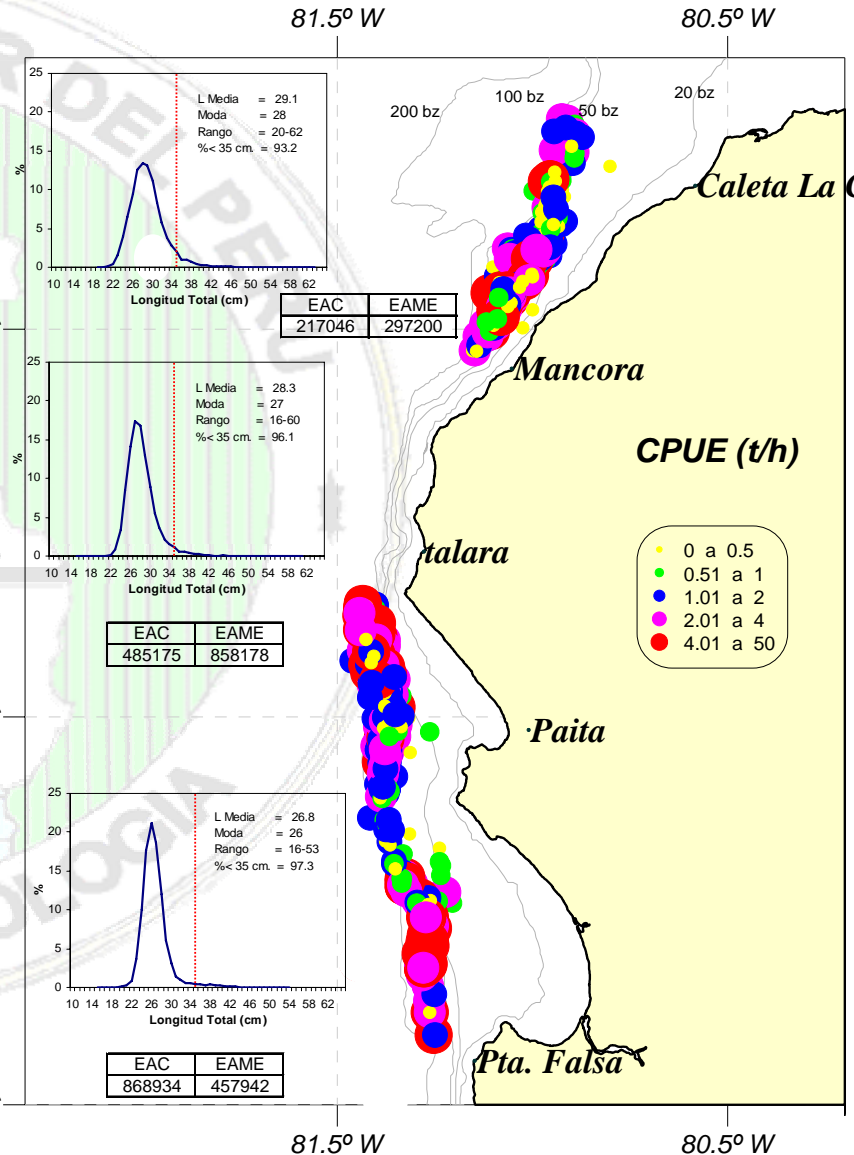 81.5º W 80.5º W
R DEL PERU
OLOGIA
200 bz 100 bz 50 bz 20 bz
Caleta La C
Mancora
talara
Paita
Pta. Falsa
CPUE (t/h)
0 a 0.5
0.51 a 1
1.01 a 2
2.01 a 4
4.01 a 50
25
20
15
10
5
0
%
L Media = 29.1
Moda = 28
Rango = 20-62
%< 35 cm. = 93.2
10 14 18 22 26 30 34 38 42 46 50 54 58 62
Longitud Total (cm)
EAC EAME
217046 297200
25
20
15
10
5
0
%
L Media = 28.3
Moda = 27
Rango = 16-60
%< 35 cm. = 96.1
10 14 18 22 26 30 34 38 42 46 50 54 58 62
Longitud Total (cm)
EAC EAME
485175 858178
25
20
15
10
5
0
%
L Media = 26.8
Moda = 26
Rango = 16-53
%< 35 cm. = 97.3
10 14 18 22 26 30 34 38 42 46 50 54 58 62
Longitud Total (cm)
EAC EAME
868934 457942
81.5º W 80.5º W